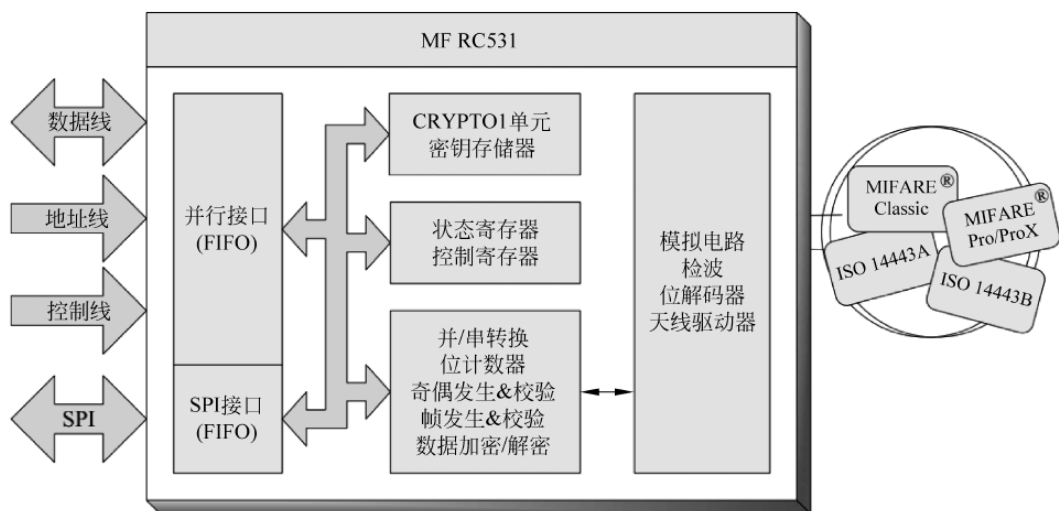 MF RC531
数据线
地址线
控制线
SPI
并行接口
(FIFO)
SPI接口
(FIFO)
CRYPTO1单元
密钥存储器
状态寄存器
控制寄存器
并/串转换
位计数器
奇偶发生&校验
帧发生&校验
数据加密/解密
模拟电路
检波
位解码器
天线驱动器
MIFARE®
Classic
MIFARE®
Pro/ProX
ISO 14443A
ISO 14443B